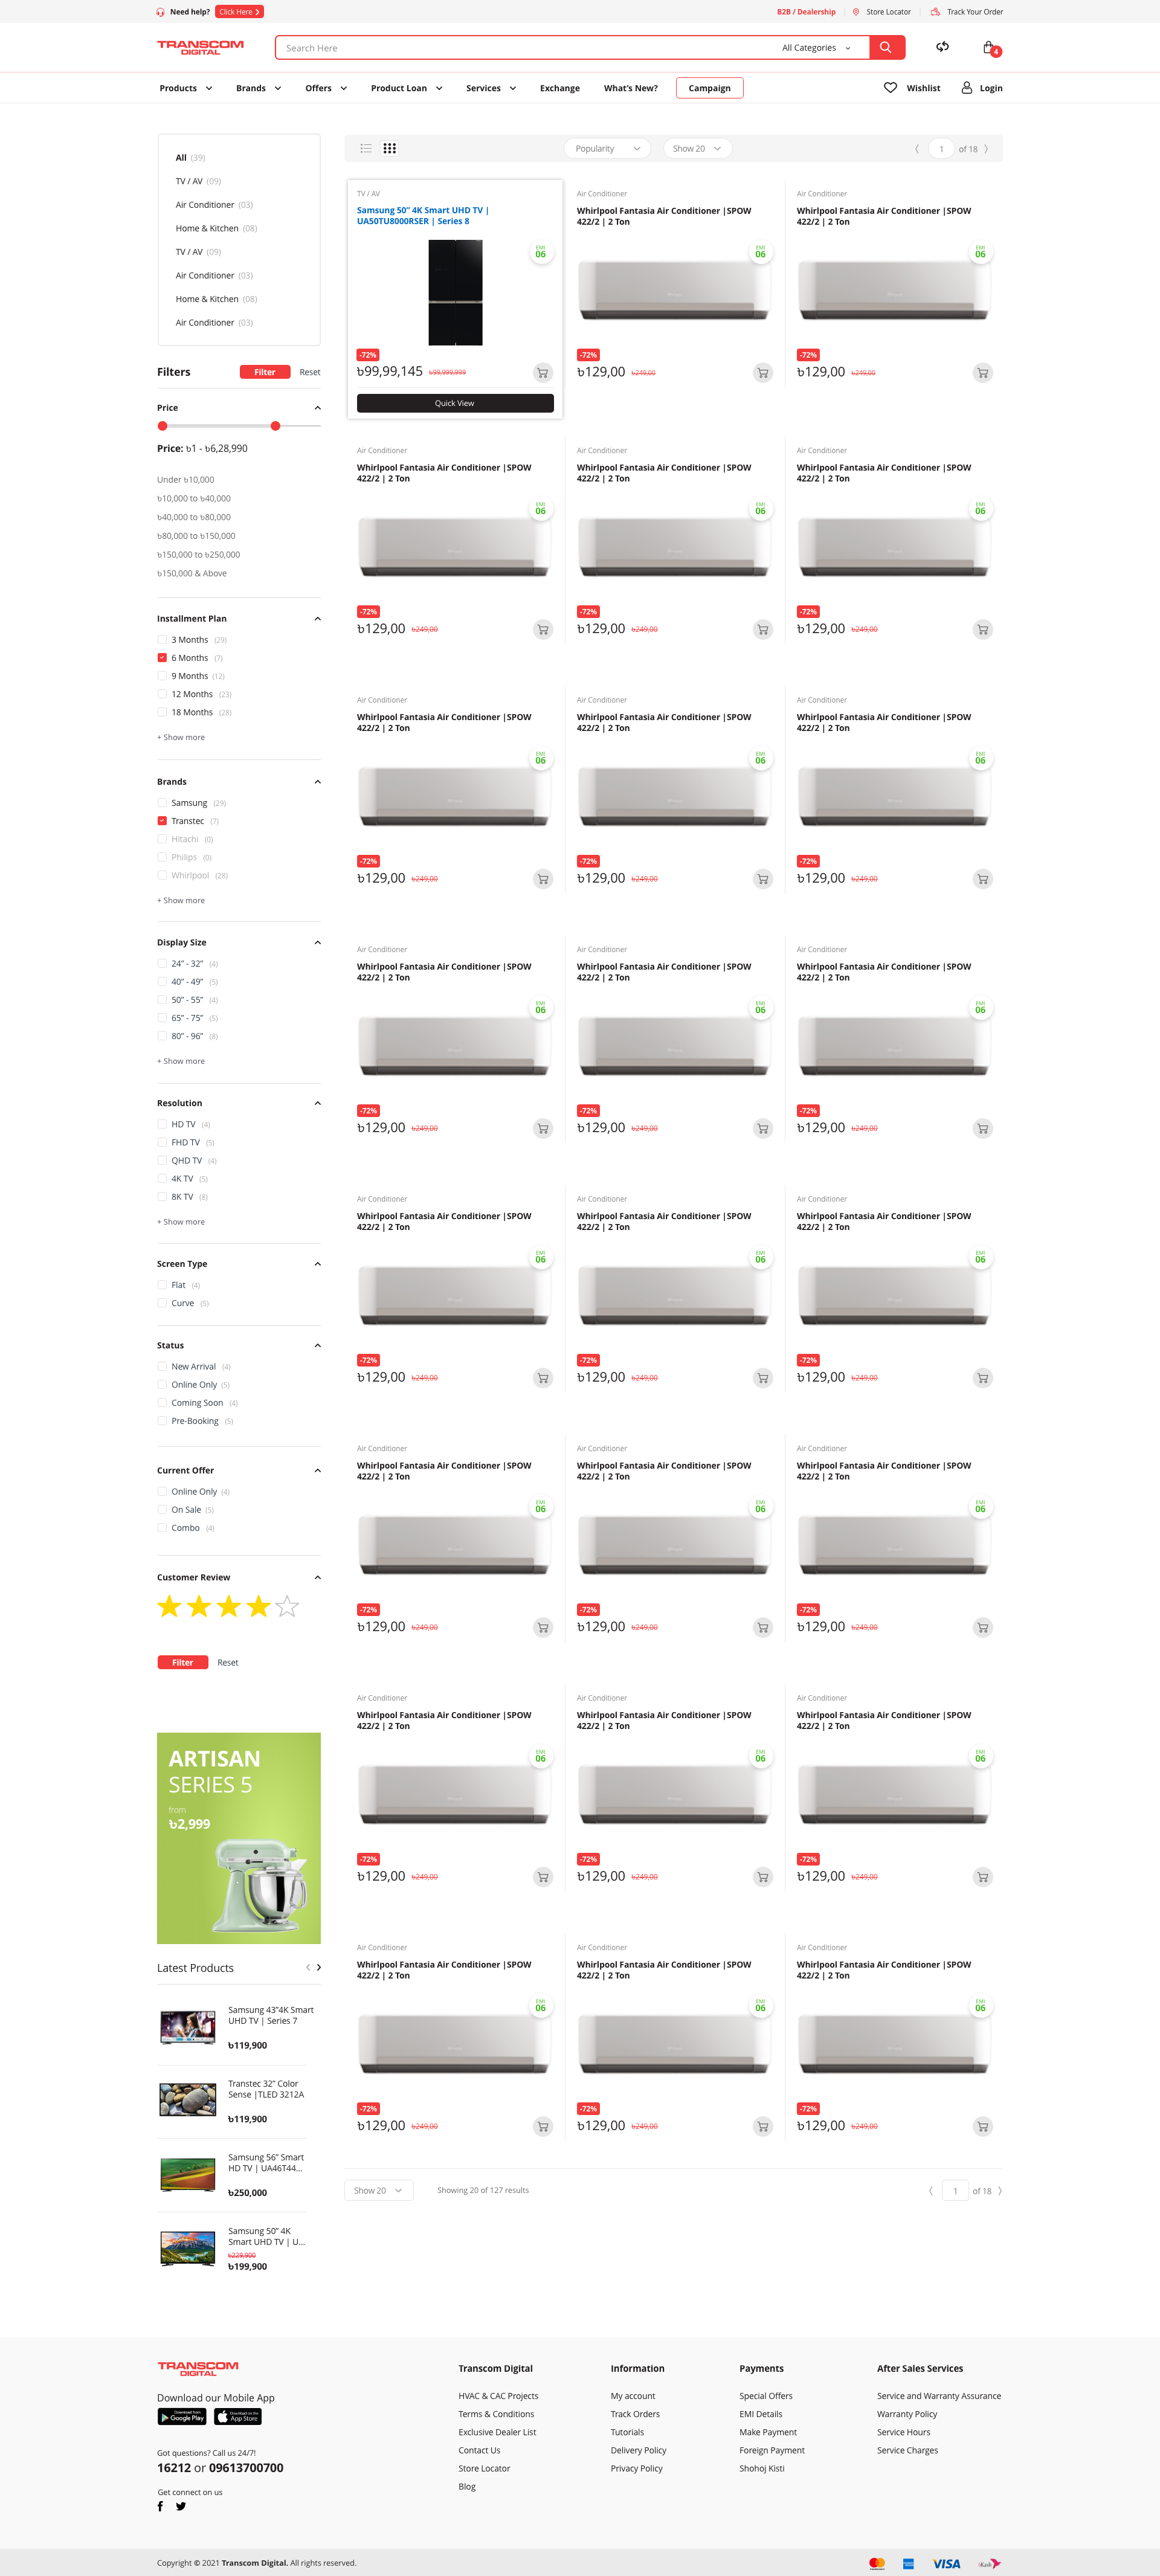 Need help? Click Here
B2B / Dealership Store Locator Track Your Order
TRANSCOM
DIGITAL
Search Here All Categories
4
Products Brands Offers Product Loan Services Exchange What's New? Campaign Wishlist Login
All (39)
TV / AV (09)
Air Conditioner (03)
Home & Kitchen (08)
TV / AV (09)
Air Conditioner (03)
Home & Kitchen (08)
Air Conditioner (03)
Filters Filter Reset
Price
Price: ৳1 - ৳6,28,990
Under ৳10,000
৳10,000 to ৳40,000
৳40,000 to ৳80,000
৳80,000 to ৳150,000
৳150,000 to ৳250,000
৳150,000 & Above
Installment Plan
3 Months (29)
6 Months (7)
9 Months (12)
12 Months (23)
18 Months (28)
+ Show more
Brands
Samsung (29)
Transtec (7)
Hitachi (0)
Philips (0)
Whirlpool (28)
+ Show more
Display Size
24” - 32” (4)
40” - 49” (5)
50” - 55” (4)
65” - 75” (5)
80” - 96” (8)
+ Show more
Resolution
HD TV (4)
FHD TV (5)
QHD TV (4)
4K TV (5)
8K TV (8)
+ Show more
Screen Type
Flat (4)
Curve (5)
Status
New Arrival (4)
Online Only (5)
Coming Soon (4)
Pre-Booking (5)
Current Offer
Online Only (4)
On Sale (5)
Combo (4)
Customer Review
Filter Reset
ARTISAN
SERIES 5
from
৳2,999
Latest Products
Samsung 43”4K Smart
UHD TV | Series 7
৳119,900
Transtec 32” Color
Sense |TLED 3212A
৳119,900
Samsung 56” Smart
HD TV | UA46T44...
৳250,000
Samsung 50” 4K
Smart UHD TV | U...
৳229,900
৳199,900
Popularity Show 20 1 of 18
TV / AV Air Conditioner Air Conditioner
Samsung 50” 4K Smart UHD TV | Whirlpool Fantasia Air Conditioner |SPOW Whirlpool Fantasia Air Conditioner |SPOW
UA50TU8000RSER | Series 8 422/2 | 2 Ton 422/2 | 2 Ton
EMI EMI EMI
06 06 06
-72% -72% -72%
৳99,99,145 ৳99,999,999 ৳129,00 ৳249,00 ৳129,00 ৳249,00
Quick View
Air Conditioner Air Conditioner Air Conditioner
Whirlpool Fantasia Air Conditioner |SPOW Whirlpool Fantasia Air Conditioner |SPOW Whirlpool Fantasia Air Conditioner |SPOW
422/2 | 2 Ton 422/2 | 2 Ton 422/2 | 2 Ton
EMI EMI EMI
06 06 06
-72% -72% -72%
৳129,00 ৳249,00 ৳129,00 ৳249,00 ৳129,00 ৳249,00
Air Conditioner Air Conditioner Air Conditioner
Whirlpool Fantasia Air Conditioner |SPOW Whirlpool Fantasia Air Conditioner |SPOW Whirlpool Fantasia Air Conditioner |SPOW
422/2 | 2 Ton 422/2 | 2 Ton 422/2 | 2 Ton
EMI EMI EMI
06 06 06
-72% -72% -72%
৳129,00 ৳249,00 ৳129,00 ৳249,00 ৳129,00 ৳249,00
Air Conditioner Air Conditioner Air Conditioner
Whirlpool Fantasia Air Conditioner |SPOW Whirlpool Fantasia Air Conditioner |SPOW Whirlpool Fantasia Air Conditioner |SPOW
422/2 | 2 Ton 422/2 | 2 Ton 422/2 | 2 Ton
EMI EMI EMI
06 06 06
-72% -72% -72%
৳129,00 ৳249,00 ৳129,00 ৳249,00 ৳129,00 ৳249,00
Air Conditioner Air Conditioner Air Conditioner
Whirlpool Fantasia Air Conditioner |SPOW Whirlpool Fantasia Air Conditioner |SPOW Whirlpool Fantasia Air Conditioner |SPOW
422/2 | 2 Ton 422/2 | 2 Ton 422/2 | 2 Ton
EMI EMI EMI
06 06 06
-72% -72% -72%
৳129,00 ৳249,00 ৳129,00 ৳249,00 ৳129,00 ৳249,00
Air Conditioner Air Conditioner Air Conditioner
Whirlpool Fantasia Air Conditioner |SPOW Whirlpool Fantasia Air Conditioner |SPOW Whirlpool Fantasia Air Conditioner |SPOW
422/2 | 2 Ton 422/2 | 2 Ton 422/2 | 2 Ton
EMI EMI EMI
06 06 06
-72% -72% -72%
৳129,00 ৳249,00 ৳129,00 ৳249,00 ৳129,00 ৳249,00
Air Conditioner Air Conditioner Air Conditioner
Whirlpool Fantasia Air Conditioner |SPOW Whirlpool Fantasia Air Conditioner |SPOW Whirlpool Fantasia Air Conditioner |SPOW
422/2 | 2 Ton 422/2 | 2 Ton 422/2 | 2 Ton
EMI EMI EMI
06 06 06
-72% -72% -72%
৳129,00 ৳249,00 ৳129,00 ৳249,00 ৳129,00 ৳249,00
Air Conditioner Air Conditioner Air Conditioner
Whirlpool Fantasia Air Conditioner |SPOW Whirlpool Fantasia Air Conditioner |SPOW Whirlpool Fantasia Air Conditioner |SPOW
422/2 | 2 Ton 422/2 | 2 Ton 422/2 | 2 Ton
EMI EMI EMI
06 06 06
-72% -72% -72%
৳129,00 ৳249,00 ৳129,00 ৳249,00 ৳129,00 ৳249,00
Show 20 Showing 20 of 127 results 1 of 18
TRANSCOM
DIGITAL
Download our Mobile App
Google Play
App Store
Got questions? Call us 24/7!
16212 or 09613700700
Get connect on us
Transcom Digital
HVAC & CAC Projects
Terms & Conditions
Exclusive Dealer List
Contact Us
Store Locator
Blog
Information
My account
Track Orders
Tutorials
Delivery Policy
Privacy Policy
Payments
Special Offers
EMI Details
Make Payment
Foreign Payment
Shohoj Kisti
After Sales Services
Service and Warranty Assurance
Warranty Policy
Service Hours
Service Charges
Copyright © 2021 Transcom Digital. All rights reserved.
VISA
bKash